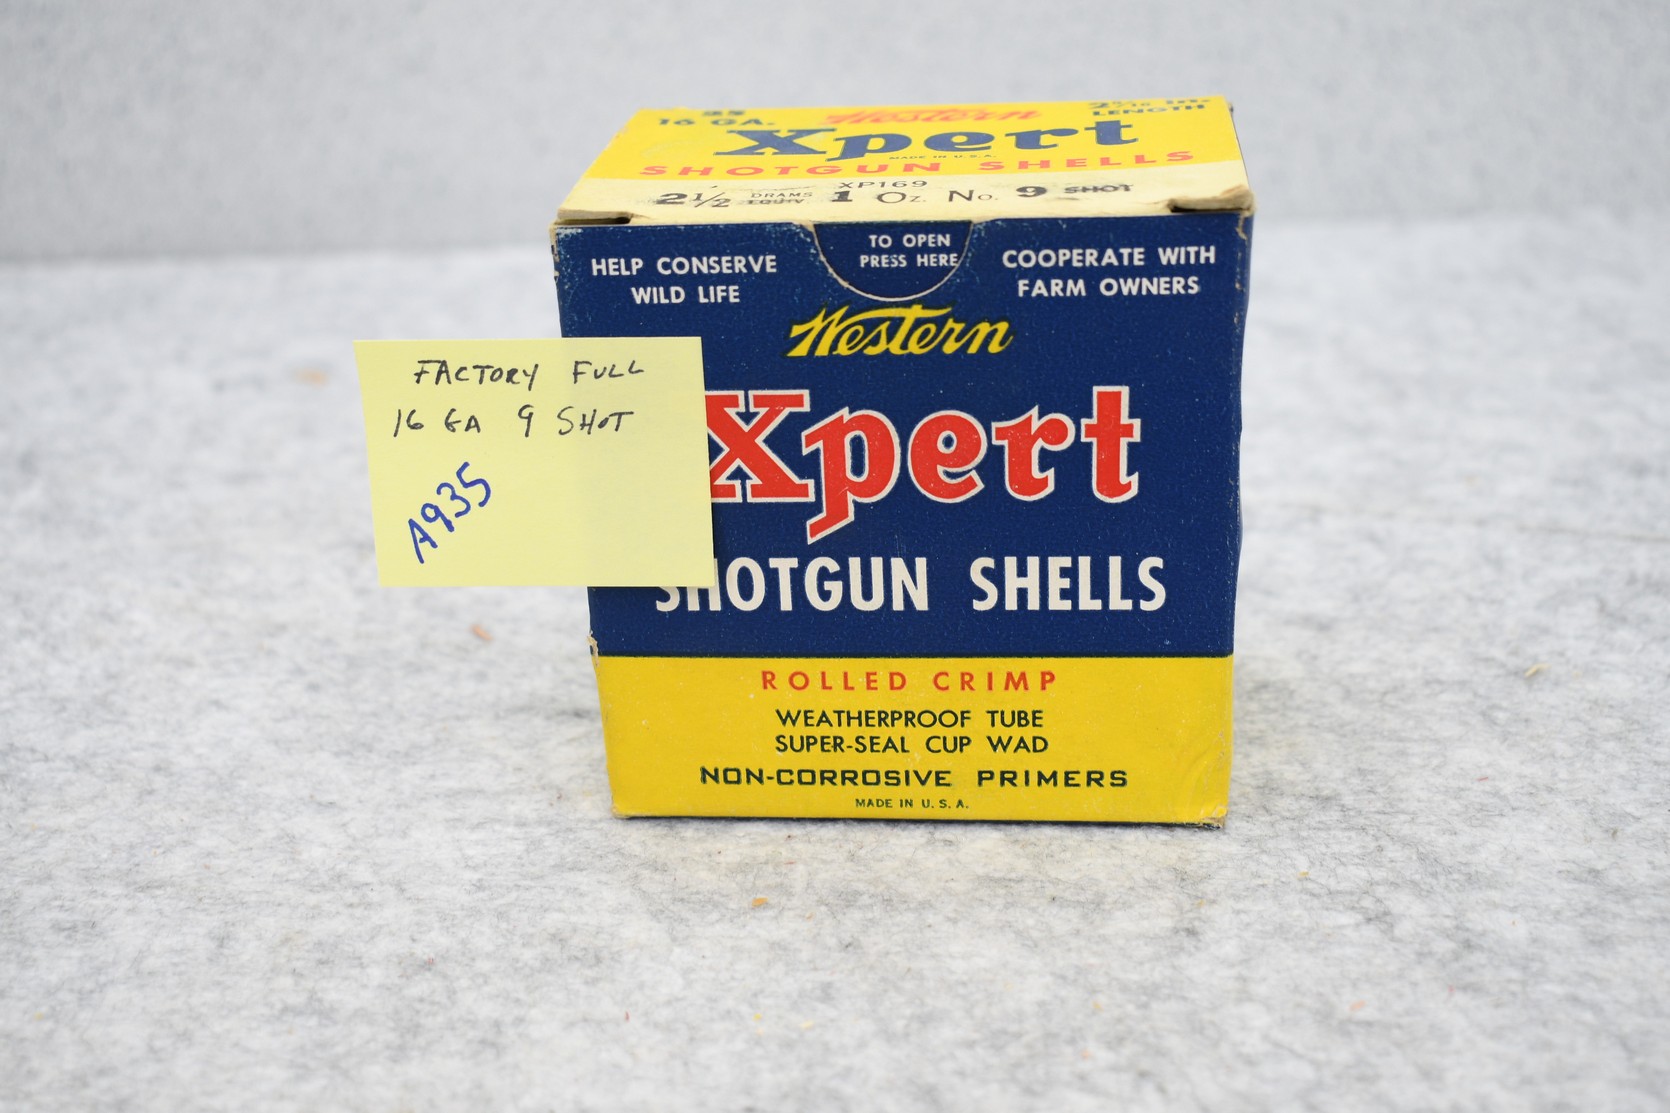 25
16 GA.
Western
LENGTH
Xpert
MADE IN U.S.A.
SHOTGUN SHELLS
XP169
2½ DRAMS EQUIV 1 Oz. No. 9 SHOT
TO OPEN
PRESS HERE
HELP CONSERVE
WILD LIFE
COOPERATE WITH
FARM OWNERS
Western
Xpert
SHOTGUN SHELLS
ROLLED CRIMP
WEATHERPROOF TUBE
SUPER-SEAL CUP WAD
NON-CORROSIVE PRIMERS
MADE IN U.S.A.
FACTORY FULL
16 GA 9 SHOT
A935